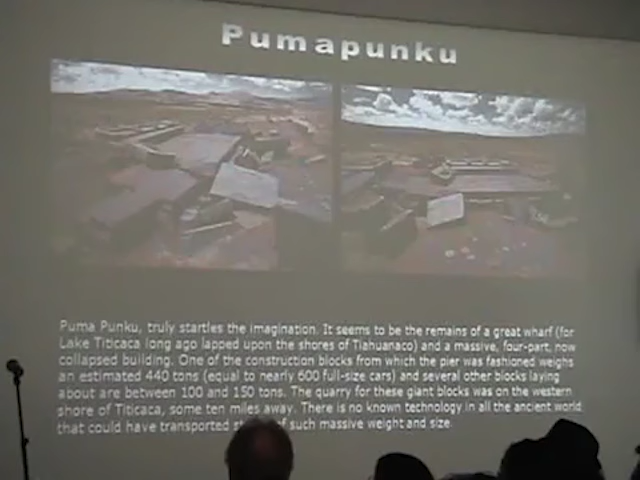 Pumapunku
Puma Punku, truly startles the imagination. It seems to be the remains of a great wharf (for
Lake Titicaca long ago lapped upon the shores of Tiahuanaco) and a massive, four-part, now
collapsed building. One of the construction blocks from which the pier was fashioned weighs
an estimated 440 tons (equal to nearly 600 full-size cars) and several other blocks laying
about are between 100 and 150 tons. The quarry for these giant blocks was on the western
shore of Titicaca, some ten miles away. There is no known technology in all the ancient world
that could have transported of such massive weight and size.